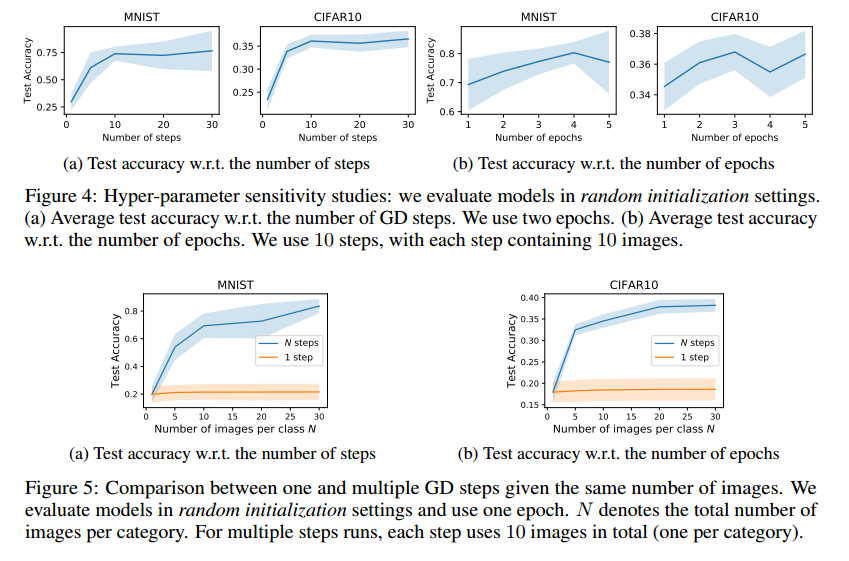 MNIST
CIFAR10
MNIST
CIFAR10
Test Accuracy
0.75
0.50
0.25
0 10 20 30
Number of steps
0.35
0.30
0.25
0 10 20 30
Number of steps
Test Accuracy
0.8
0.7
0.6
1 2 3 4 5
Number of epochs
0.38
0.36
0.34
1 2 3 4 5
Number of epochs
(a) Test accuracy w.r.t. the number of steps
(b) Test accuracy w.r.t. the number of epochs
Figure 4: Hyper-parameter sensitivity studies: we evaluate models in random initialization settings.
(a) Average test accuracy w.r.t. the number of GD steps. We use two epochs. (b) Average test accuracy
w.r.t. the number of epochs. We use 10 steps, with each step containing 10 images.
MNIST
Test Accuracy
0.8
0.6
0.4
0.2
N steps
1 step
0 5 10 15 20 25 30
Number of images per class N
CIFAR10
Test Accuracy
0.40
0.35
0.30
0.25
0.20
0.15
N steps
1 step
0 5 10 15 20 25 30
Number of images per class N
(a) Test accuracy w.r.t. the number of steps
(b) Test accuracy w.r.t. the number of epochs
Figure 5: Comparison between one and multiple GD steps given the same number of images. We
evaluate models in random initialization settings and use one epoch. N denotes the total number of
images per category. For multiple steps runs, each step uses 10 images in total (one per category).